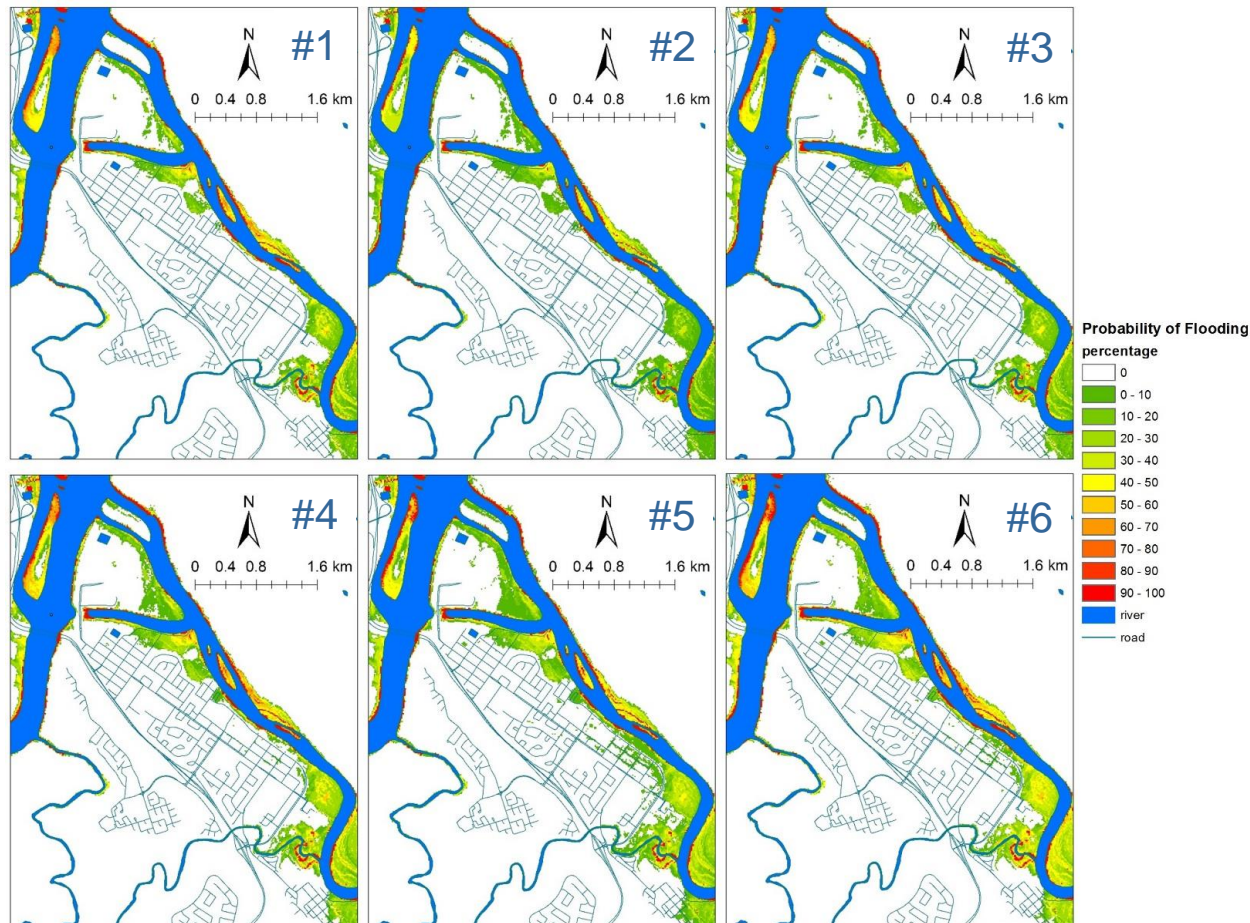 N
#1
0 0.4 0.8 1.6 km
N
#2
0 0.4 0.8 1.6 km
N
#3
0 0.4 0.8 1.6 km
Probability of Flooding
percentage
0
0 - 10
10 - 20
20 - 30
30 - 40
40 - 50
50 - 60
60 - 70
70 - 80
80 - 90
90 - 100
river
road
N
#4
0 0.4 0.8 1.6 km
N
#5
0 0.4 0.8 1.6 km
N
#6
0 0.4 0.8 1.6 km